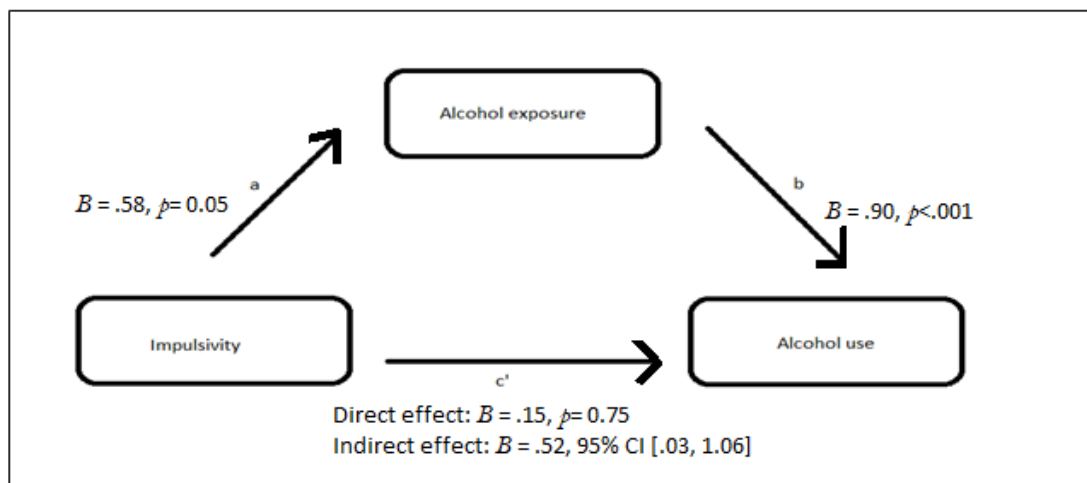 Alcohol exposure
a
B = .58, p= 0.05
b
B = .90, p<.001
Impulsivity
Alcohol use
c'
Direct effect: B = .15, p= 0.75
Indirect effect: B = .52, 95% CI [.03, 1.06]